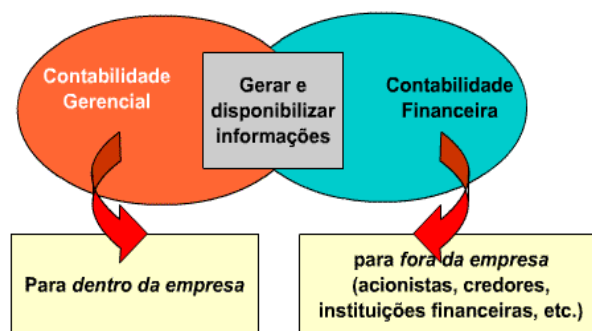 Contabilidade
Gerencial
Gerar e
disponibilizar
informações
Contabilidade
Financeira
Para dentro da empresa
para fora da empresa
(acionistas, credores,
instituições financeiras, etc.)